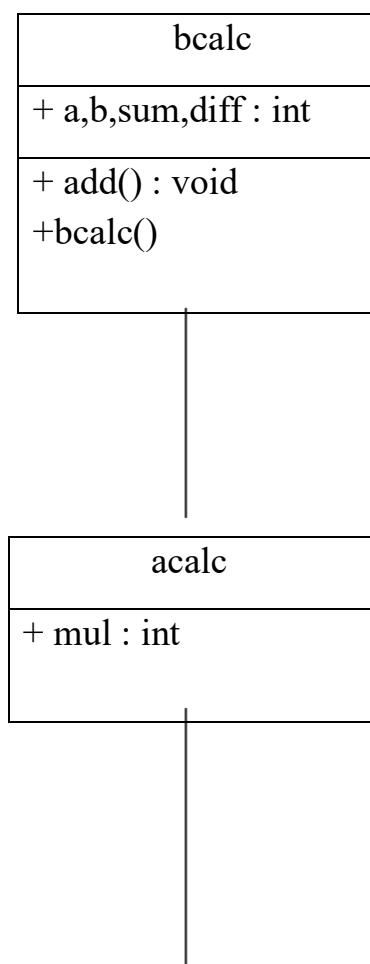 bcalc
+ a,b,sum,diff : int
+ add() : void
+bcalc()
acalc
+ mul : int